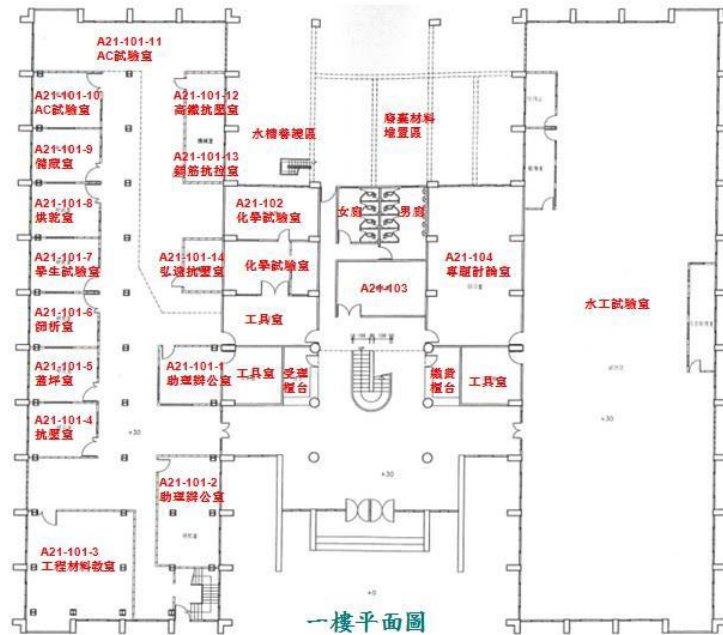 A21-101-11
AC試驗室
A21-101-10
AC試驗室
A21-101-12
高鐵抗壓室
水槽養護區
廢棄材料
堆置區
A21-101-9
儲藏室
A21-101-13
鋼筋抗拉室
A21-101-8
烘乾室
A21-102
化學試驗室
女廁
男廁
A21-101-7
學生試驗室
A21-101-14
弘遠抗壓室
化學試驗室
A21-103
A21-104
專題討論室
A21-101-6
篩析室
工具室
水工試驗室
A21-101-5
蓋坪室
A21-101-1
助理辦公室
工具室
受理
櫃台
繳費
櫃台
工具室
A21-101-4
抗壓室
+30
+30
+30
A21-101-2
助理辦公室
A21-101-3
工程材料教室
+0
一樓平面圖